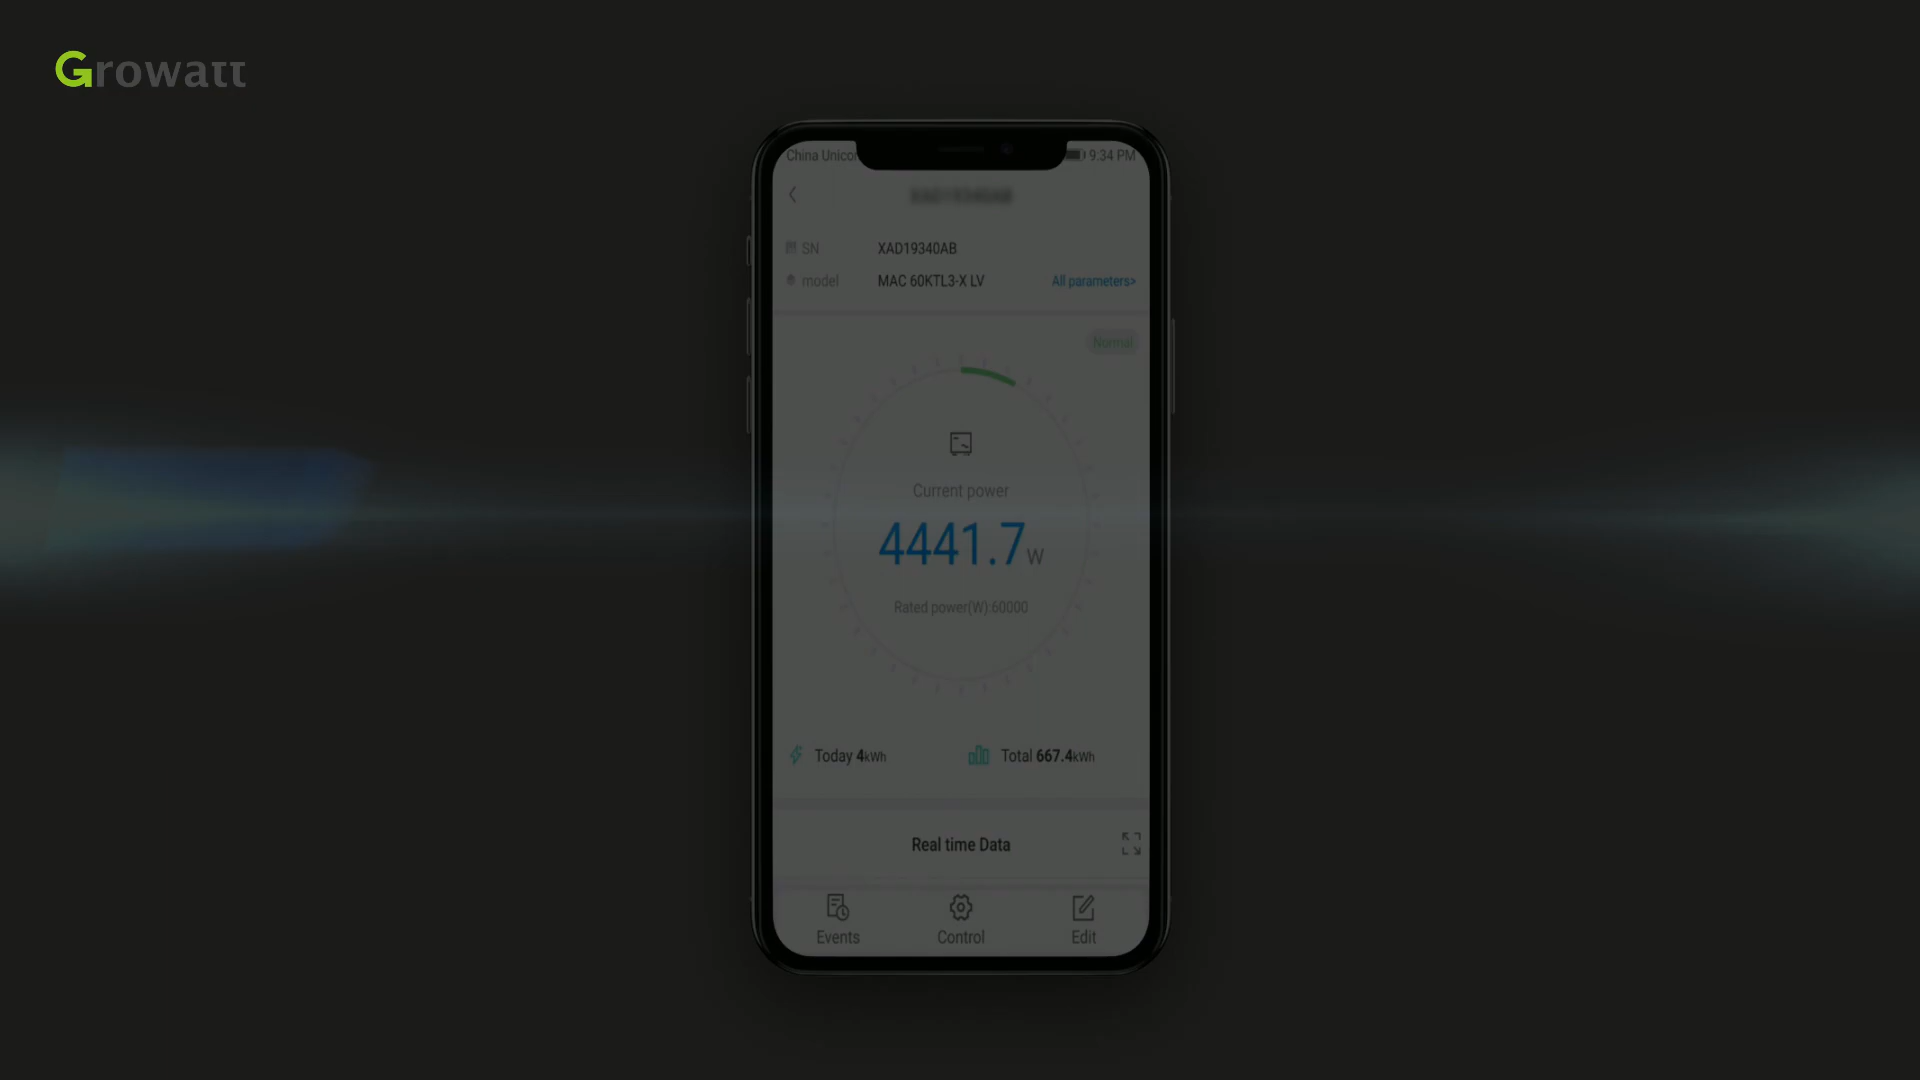 Growatt
China Unicom 9:34 PM
SN XAD19340AB
model MAC 60KTL3-X LV All parameters>
Normal
Current power
4441.7 W
Rated power(W):60000
Today 4kWh Total 667.4kWh
Real time Data
Events Control Edit